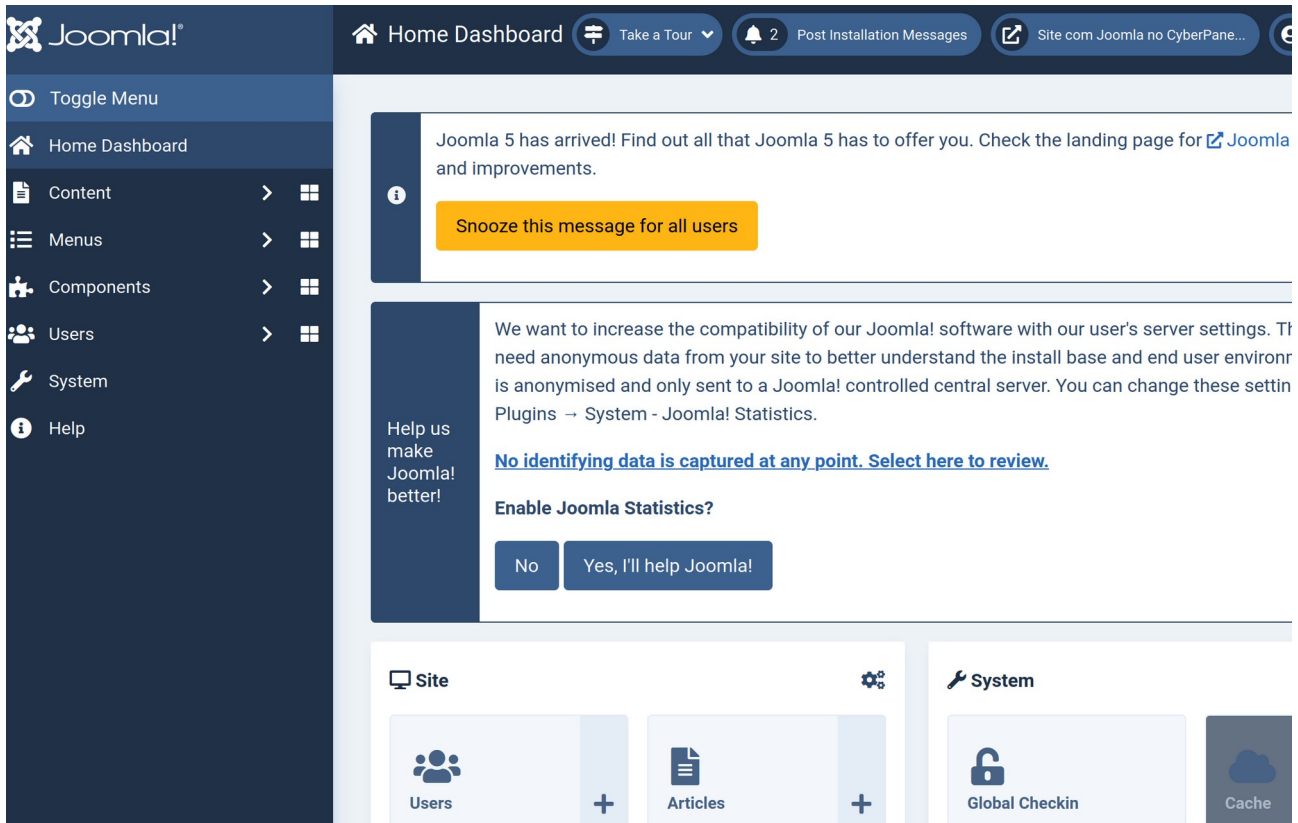 Joomla!®
Home Dashboard
Take a Tour
2 Post Installation Messages
Site com Joomla no CyberPane...
Toggle Menu
Home Dashboard
Content
Menus
Components
Users
System
Help
Joomla 5 has arrived! Find out all that Joomla 5 has to offer you. Check the landing page for Joomla
and improvements.
Snooze this message for all users
Help us
make
Joomla!
better!
We want to increase the compatibility of our Joomla! software with our user's server settings.
need anonymous data from your site to better understand the install base and end user
is anonymised and only sent to a Joomla! controlled central server. You can change these
Plugins → System - Joomla! Statistics.
No identifying data is captured at any point. Select here to review.
Enable Joomla Statistics?
No
Yes, I'll help Joomla!
Site
System
Users
Articles
Global Checkin
Cache